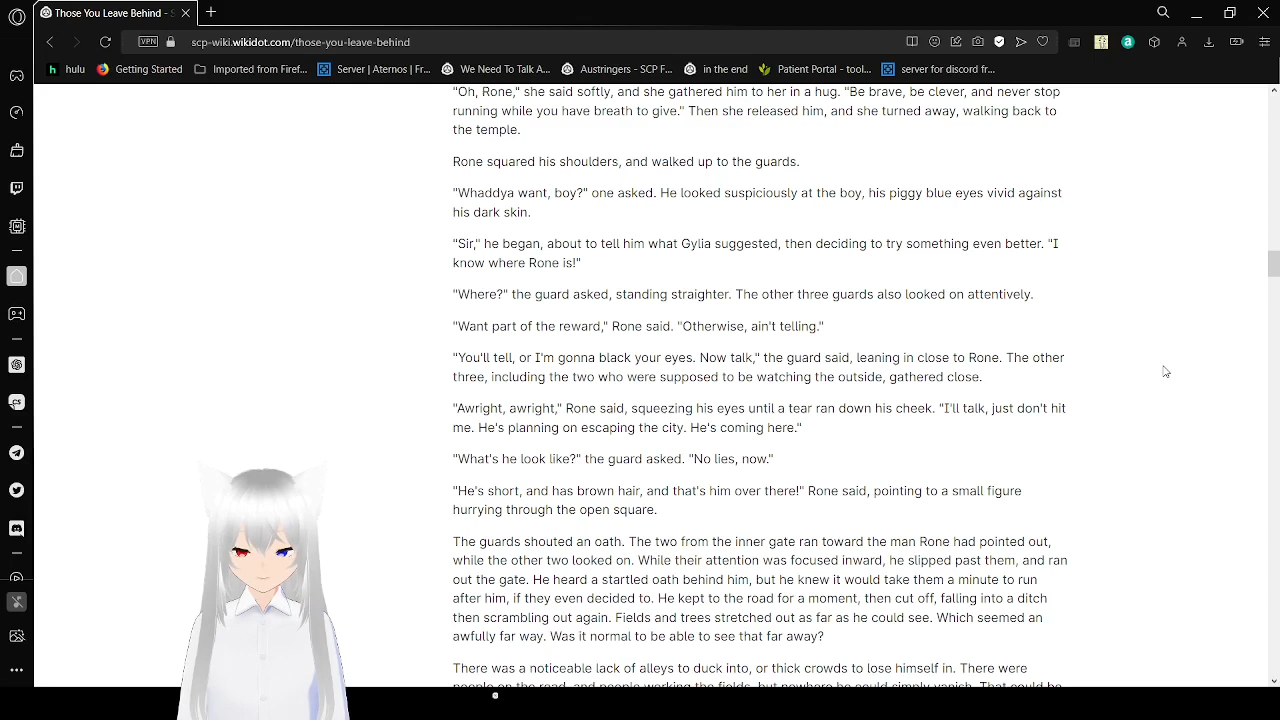 Those You Leave Behind - S
scp-wiki.wikidot.com/those-you-leave-behind
VPN
hulu
Getting Started
Imported from Firef...
Server | Aternos | Fr...
We Need To Talk A...
Austringers - SCP F...
in the end
Patient Portal - tool...
server for discord fr...
"Oh, Rone," she said softly, and she gathered him to her in a hug. "Be brave, be clever, and never stop
running while you have breath to give." Then she released him, and she turned away, walking back to
the temple.
Rone squared his shoulders, and walked up to the guards.
"Whaddya want, boy?" one asked. He looked suspiciously at the boy, his piggy blue eyes vivid against
his dark skin.
"Sir," he began, about to tell him what Gylia suggested, then deciding to try something even better. "I
know where Rone is!"
"Where?" the guard asked, standing straighter. The other three guards also looked on attentively.
"Want part of the reward," Rone said. "Otherwise, ain't telling."
"You'll tell, or I'm gonna black your eyes. Now talk," the guard said, leaning in close to Rone. The other
three, including the two who were supposed to be watching the outside, gathered close.
"Awright, awright," Rone said, squeezing his eyes until a tear ran down his cheek. "I'll talk, just don't hit
me. He's planning on escaping the city. He's coming here."
"What's he look like?" the guard asked. "No lies, now."
"He's short, and has brown hair, and that's him over there!" Rone said, pointing to a small figure
hurrying through the open square.
The guards shouted an oath. The two from the inner gate ran toward the man Rone had pointed out,
while the other two looked on. While their attention was focused inward, he slipped past them, and ran
out the gate. He heard a startled oath behind him, but he knew it would take them a minute to run
after him, if they even decided to. He kept to the road for a moment, then cut off, falling into a ditch
then scrambling out again. Fields and trees stretched out as far as he could see. Which seemed an
awfully far way. Was it normal to be able to see that far away?
There was a noticeable lack of alleys to duck into, or thick crowds to lose himself in. There were
people on the road, and people working the fields, but nowhere he could simply vanish. That could be